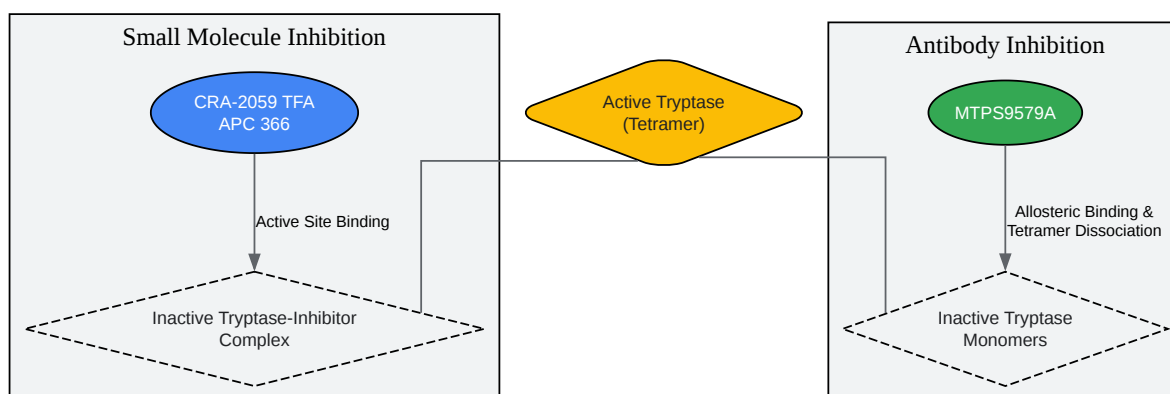 Small Molecule Inhibition
CRA-2059 TFA
APC 366
Active Site Binding
Inactive Tryptase-Inhibitor
Complex
Active Tryptase
(Tetramer)
Antibody Inhibition
MTPS9579A
Allosteric Binding &
Tetramer Dissociation
Inactive Tryptase
Monomers